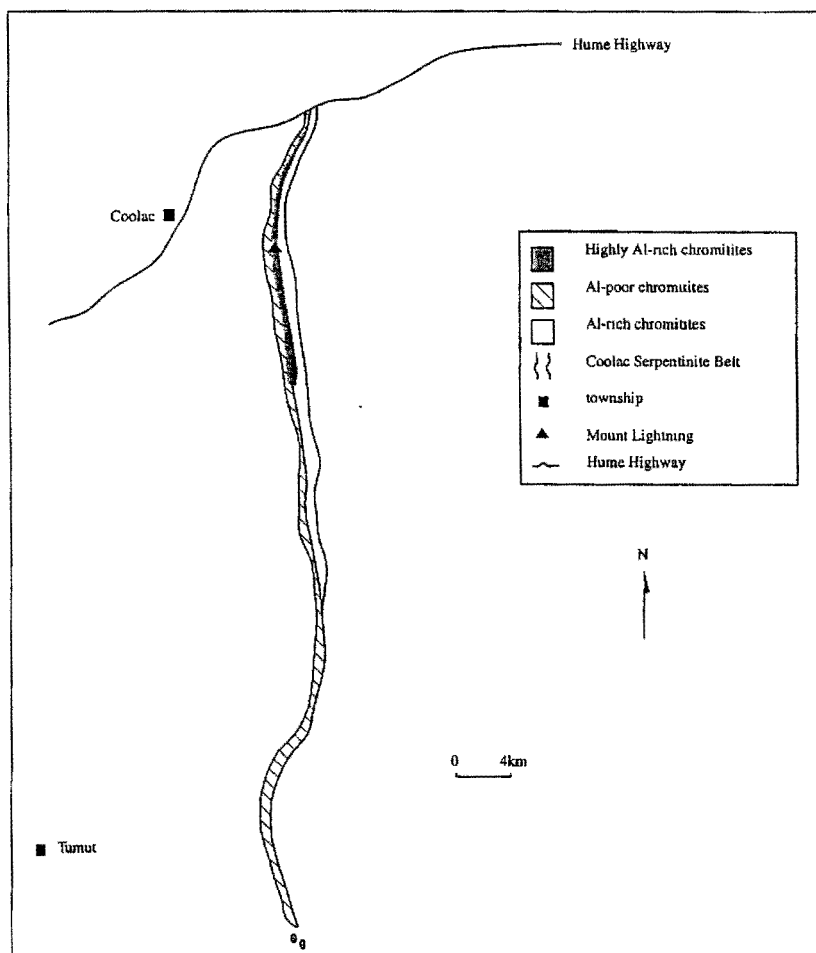 Hume Highway
Coolac
Highly Al-rich chromitites
Al-poor chromitites
Al-rich chromitites
Coolac Serpentinite Belt
township
Mount Lightning
Hume Highway
N
0 4km
Tumut